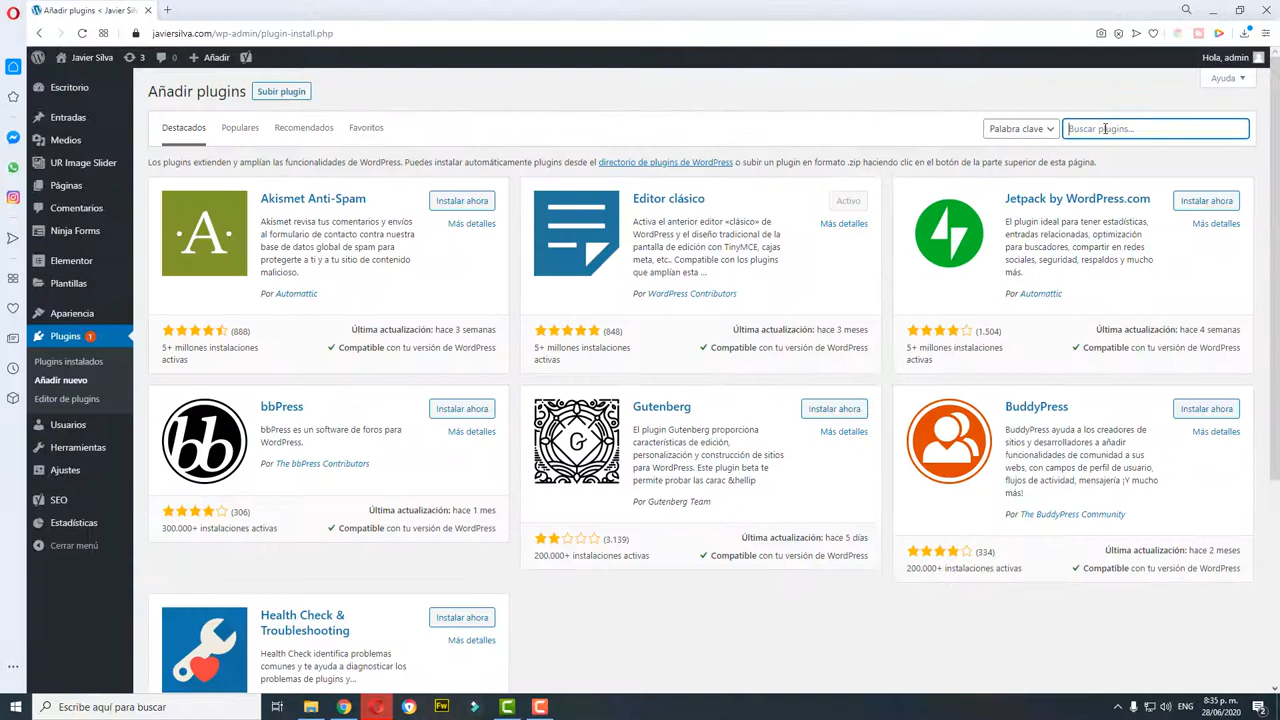 Añadir plugins < Javier Silva
javiersilva.com/wp-admin/plugin-install.php
Javier Silva
3
0
Añadir
Hola, admin
Escritorio
Entradas
Medios
UR Image Slider
Páginas
Comentarios
Ninja Forms
Elementor
Plantillas
Apariencia
Plugins 1
Plugins instalados
Añadir nuevo
Editor de plugins
Usuarios
Herramientas
Ajustes
SEO
Estadísticas
Cerrar menú
Ayuda
Añadir plugins
Subir plugin
Destacados
Populares
Recomendados
Favoritos
Palabra clave
Buscar plugins...
Los plugins extienden y amplían las funcionalidades de WordPress. Puedes instalar automáticamente plugins desde el directorio de plugins de WordPress o subir un plugin en formato .zip haciendo clic en el botón de la parte superior de esta página.
A
Akismet Anti-Spam
Instalar ahora
Más detalles
Akismet revisa tus comentarios y envíos
al formulario de contacto contra nuestra
base de datos global de spam para
protegerte a ti y a tu sitio de contenido
malicioso.
Por Automattic
(888)
5+ millones instalaciones
activas
Última actualización: hace 3 semanas
Compatible con tu versión de WordPress
Editor clásico
Activo
Más detalles
Activa el anterior editor «clásico» de
WordPress y el diseño tradicional de la
pantalla de edición con TinyMCE, cajas
meta, etc.. Compatible con los plugins
que amplían esta ...
Por WordPress Contributors
(848)
5+ millones instalaciones
activas
Última actualización: hace 3 meses
Compatible con tu versión de WordPress
Jetpack by WordPress.com
Instalar ahora
Más detalles
El plugin ideal para tener estadísticas,
entradas relacionadas, optimización
para buscadores, compartir en redes
sociales, seguridad, respaldos y mucho
más.
Por Automattic
(1.504)
5+ millones instalaciones
activas
Última actualización: hace 4 semanas
Compatible con tu versión de WordPress
bb
bbPress
Instalar ahora
Más detalles
bbPress es un software de foros para
WordPress.
Por The bbPress Contributors
(306)
300.000+ instalaciones activas
Última actualización: hace 1 mes
Compatible con tu versión de WordPress
G
Gutenberg
Instalar ahora
Más detalles
El plugin Gutenberg proporciona
características de edición,
personalización y construcción de sitios
para WordPress. Este plugin beta te
permite probar las carac &hellip
Por Gutenberg Team
(3.139)
200.000+ instalaciones activas
Última actualización: hace 5 días
Compatible con tu versión de WordPress
BuddyPress
Instalar ahora
Más detalles
BuddyPress ayuda a los creadores de
sitios y desarrolladores a añadir
funcionalidades de comunidad a sus
webs, con campos de perfil de usuario,
flujos de actividad, mensajería ¡Y mucho
más!
Por The BuddyPress Community
(334)
200.000+ instalaciones activas
Última actualización: hace 2 meses
Compatible con tu versión de WordPress
Health Check &
Troubleshooting
Instalar ahora
Más detalles
Health Check identifica problemas
comunes y te ayuda a diagnosticar los
problemas de plugins y...
Escribe aquí para buscar
Fw
C
C
ENG
8:35 p. m.
28/06/2020
2